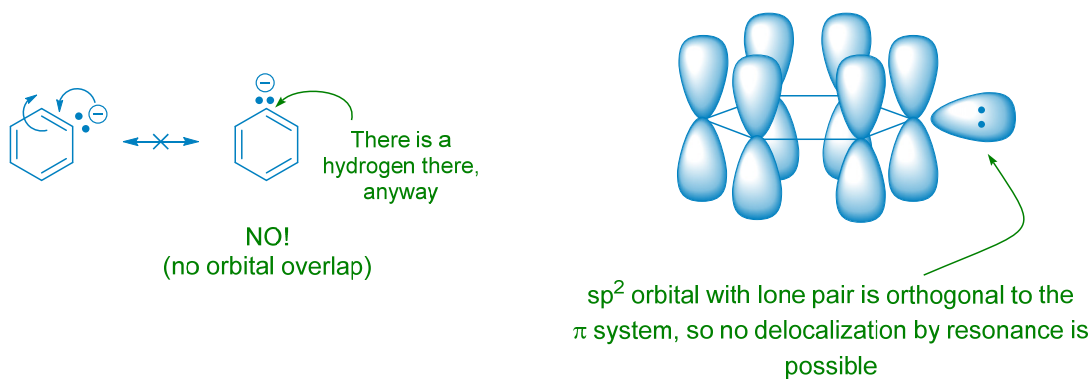 There is a
hydrogen there,
anyway
NO!
(no orbital overlap)
sp² orbital with lone pair is orthogonal to the
π system, so no delocalization by resonance is
possible